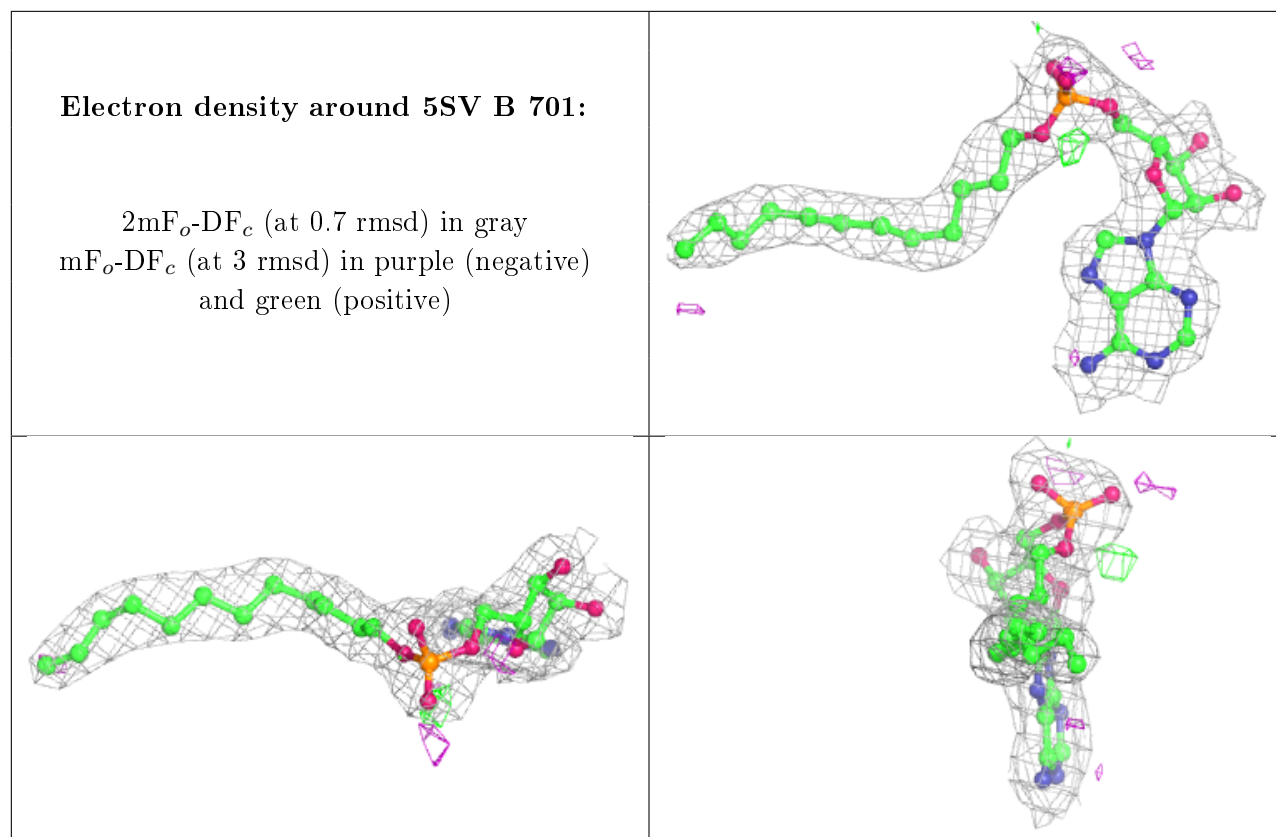 Electron density around 5SV B 701:
2mFo-DFc (at 0.7 rmsd) in gray
mFo-DFc (at 3 rmsd) in purple (negative)
and green (positive)